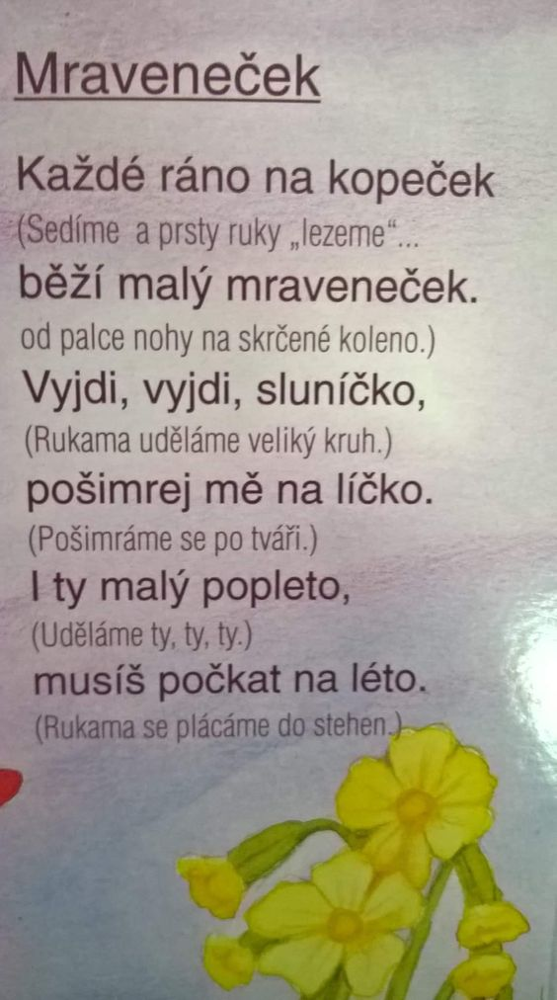 Mraveneček
Každé ráno na kopeček
(Sedíme a prsty ruky „lezeme“...
běží malý mraveneček.
od palce nohy na skrčené koleno.)
Vyjdi, vyjdi, sluníčko,
(Rukama uděláme veliký kruh.)
pošimrej mě na líčko.
(Pošimráme se po tváři.)
I ty malý popleto,
(Uděláme ty, ty, ty.)
musíš počkat na léto.
(Rukama se plácáme do stehen.)